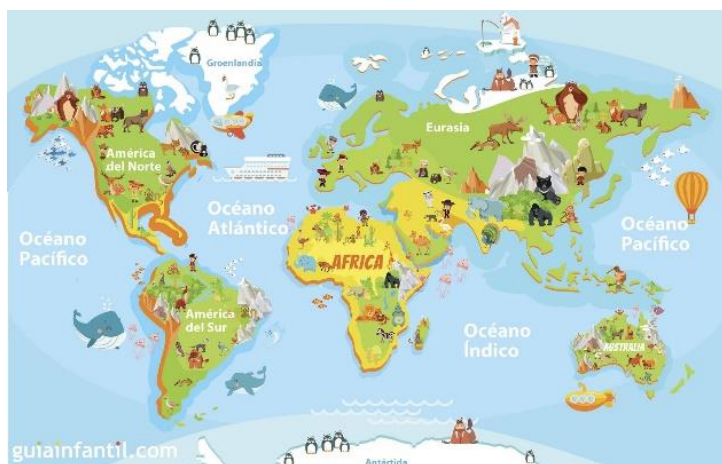 Groenlandia
Eurasia
América
del Norte
Océano
Atlántico
Océano
Pacífico
Océano
Pacífico
AFRICA
América
del Sur
Océano
Índico
AUSTRALIA
guiainfantil.com
Antártida